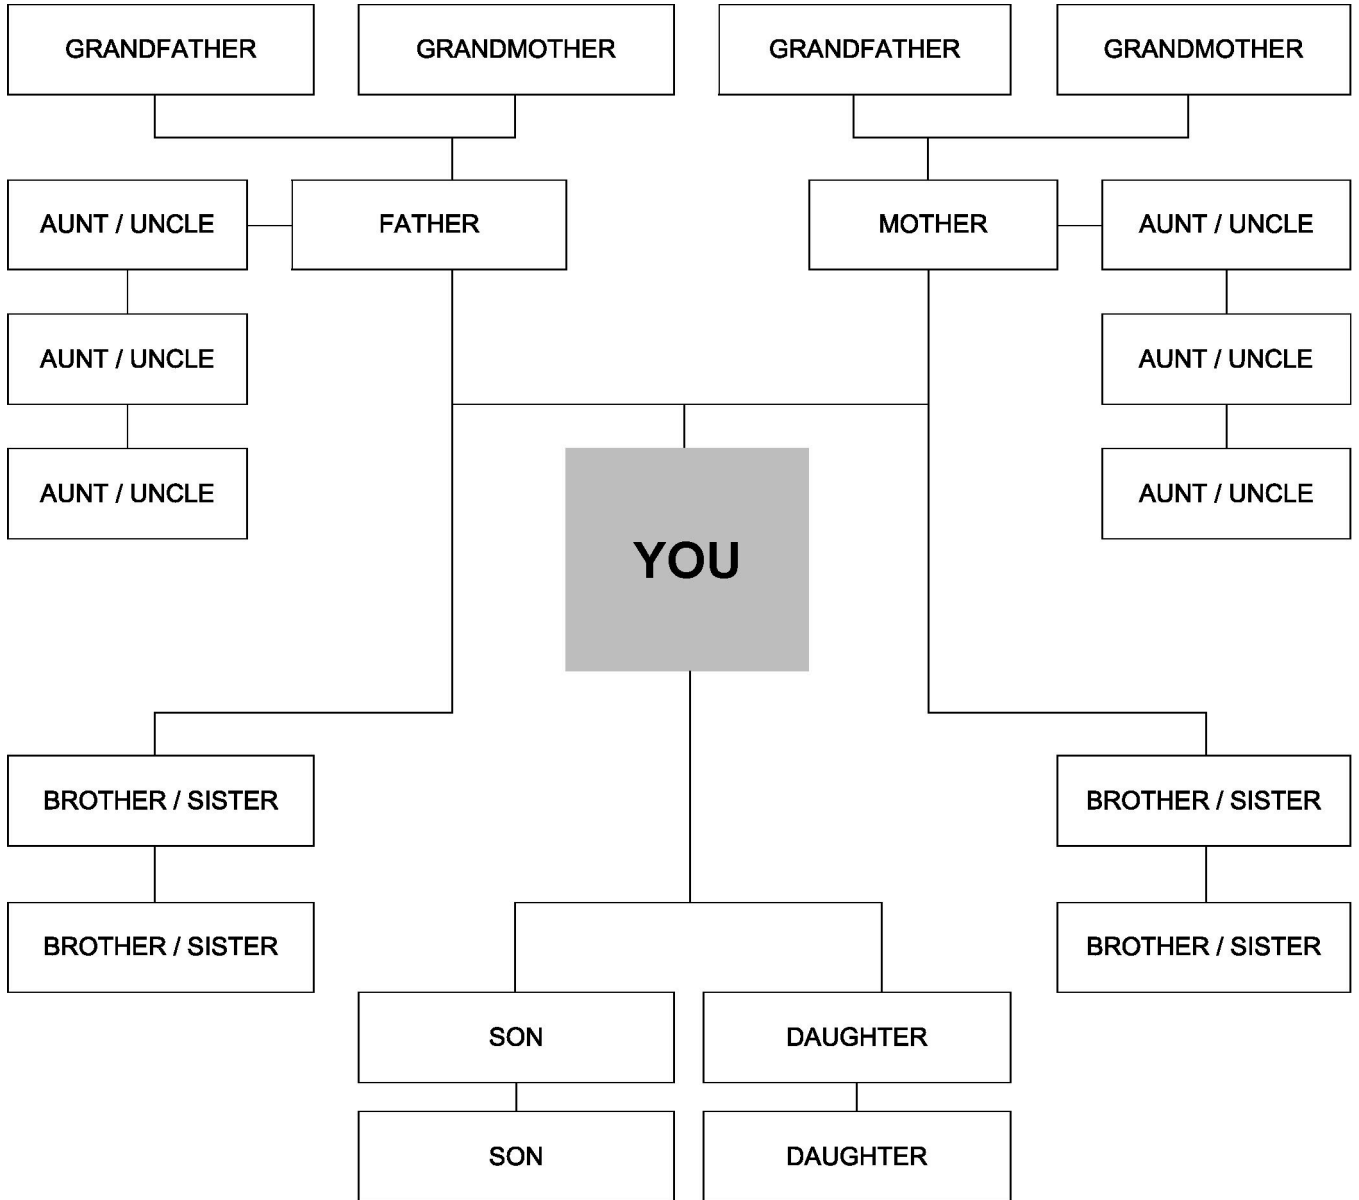 GRANDFATHER
GRANDMOTHER
GRANDFATHER
GRANDMOTHER
AUNT / UNCLE
FATHER
MOTHER
AUNT / UNCLE
AUNT / UNCLE
AUNT / UNCLE
AUNT / UNCLE
AUNT / UNCLE
YOU
BROTHER / SISTER
BROTHER / SISTER
BROTHER / SISTER
BROTHER / SISTER
SON
DAUGHTER
SON
DAUGHTER